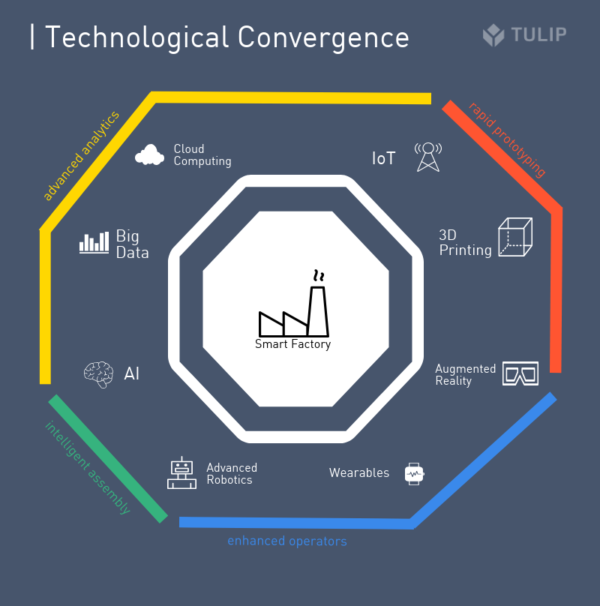 | Technological Convergence
TULIP
advanced analytics
rapid prototyping
Cloud
Computing
IoT
Big
Data
3D
Printing
Smart Factory
AI
Augmented
Reality
intelligent assembly
Advanced
Robotics
Wearables
enhanced operators